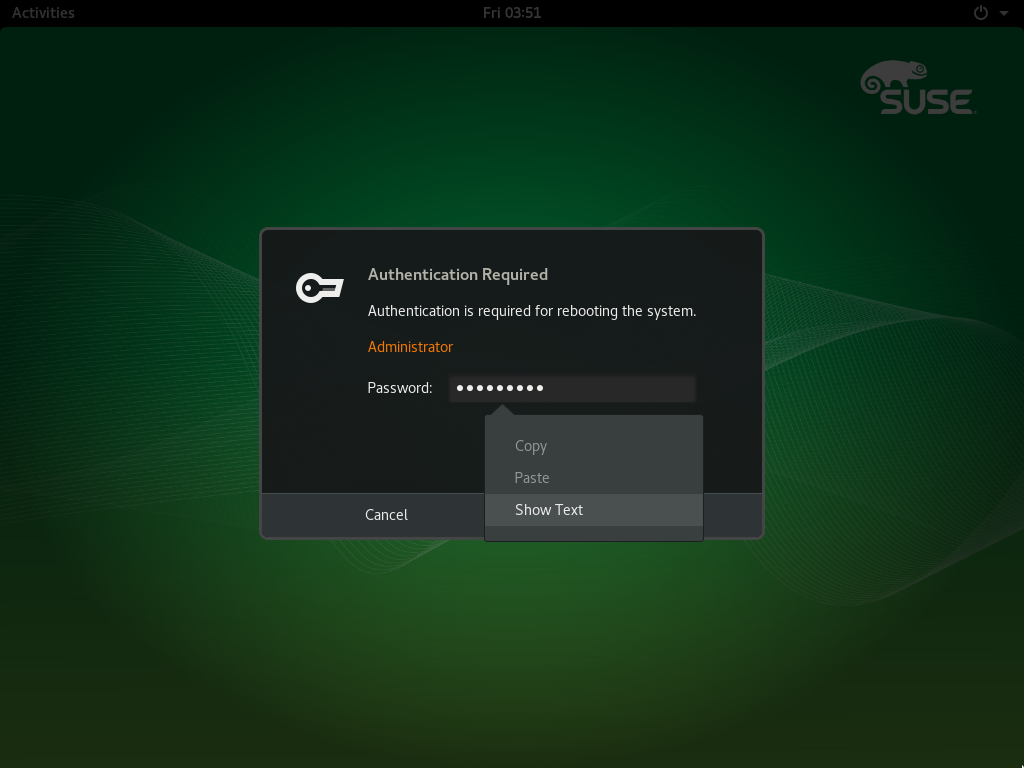 Activities
Fri 03:51
SUSE
Authentication Required
Authentication is required for rebooting the system.
Administrator
Password: ●●●●●●●●●
Copy
Paste
Show Text
Cancel